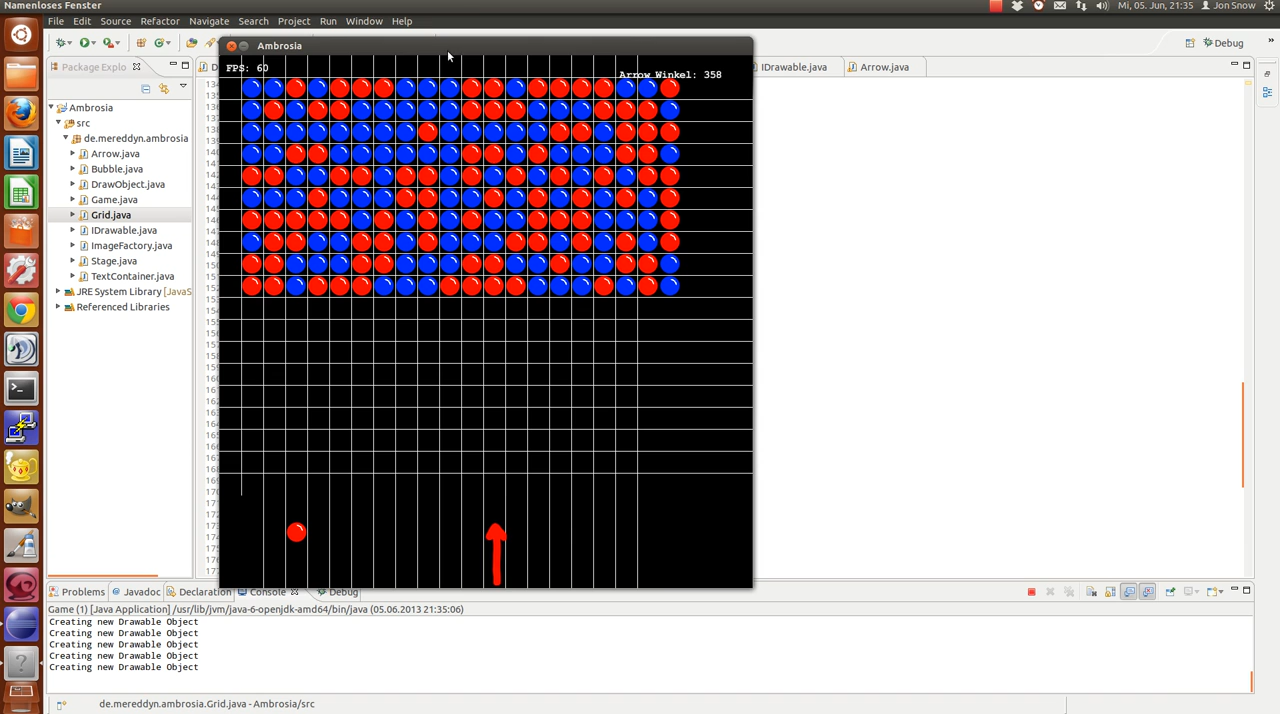 Namenloses Fenster
Mi, 05. Jun, 21:35 Jon Snow
File Edit Source Refactor Navigate Search Project Run Window Help
Ambrosia
Debug
Package Explo
IDrawable.java
Arrow.java
FPS: 60
Arrow Winkel: 358
Ambrosia
src
de.mereddyn.ambrosia
Arrow.java
Bubble.java
DrawObject.java
Game.java
Grid.java
IDrawable.java
ImageFactory.java
Stage.java
TextContainer.java
JRE System Library [JavaS
Referenced Libraries
Problems Javadoc Declaration Console Debug
Game (1) [Java Application] /usr/lib/jvm/java-6-openjdk-amd64/bin/java (05.06.2013 21:35:06)
Creating new Drawable Object
Creating new Drawable Object
Creating new Drawable Object
Creating new Drawable Object
Creating new Drawable Object
de.mereddyn.ambrosia.Grid.java - Ambrosia/src